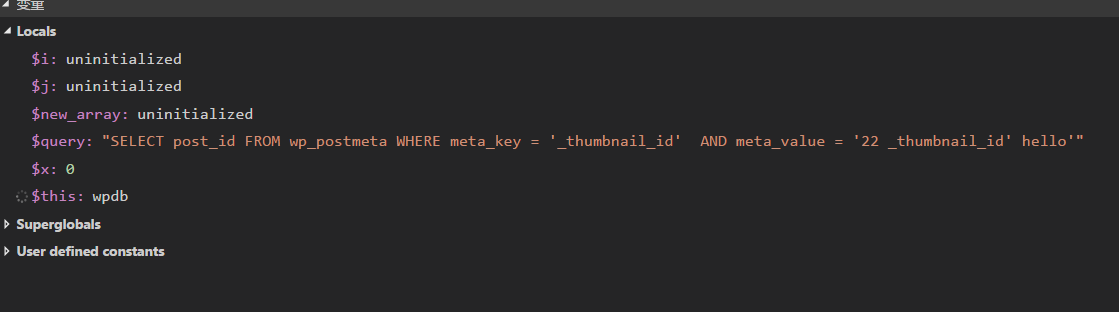 变量
Locals
$i: uninitialized
$j: uninitialized
$new_array: uninitialized
$query: "SELECT post_id FROM wp_postmeta WHERE meta_key = '_thumbnail_id'  AND meta_value = '22 _thumbnail_id' hello'"
$x: 0
$this: wpdb
Superglobals
User defined constants